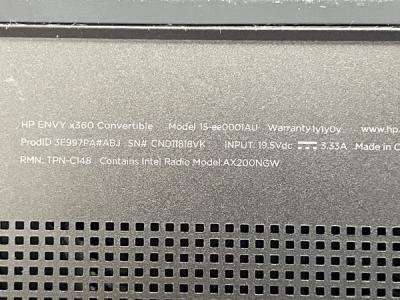 HP ENVY x360 Convertible Model 15-ee0001AU Warranty 1y1y0y www.hp.
ProdID 3E997PA#ABJ SN# CND11818VK INPUT: 19.5Vdc ⎓ 3.33A Made in C
RMN: TPN-C148 Contains Intel Radio Model:AX200NGW